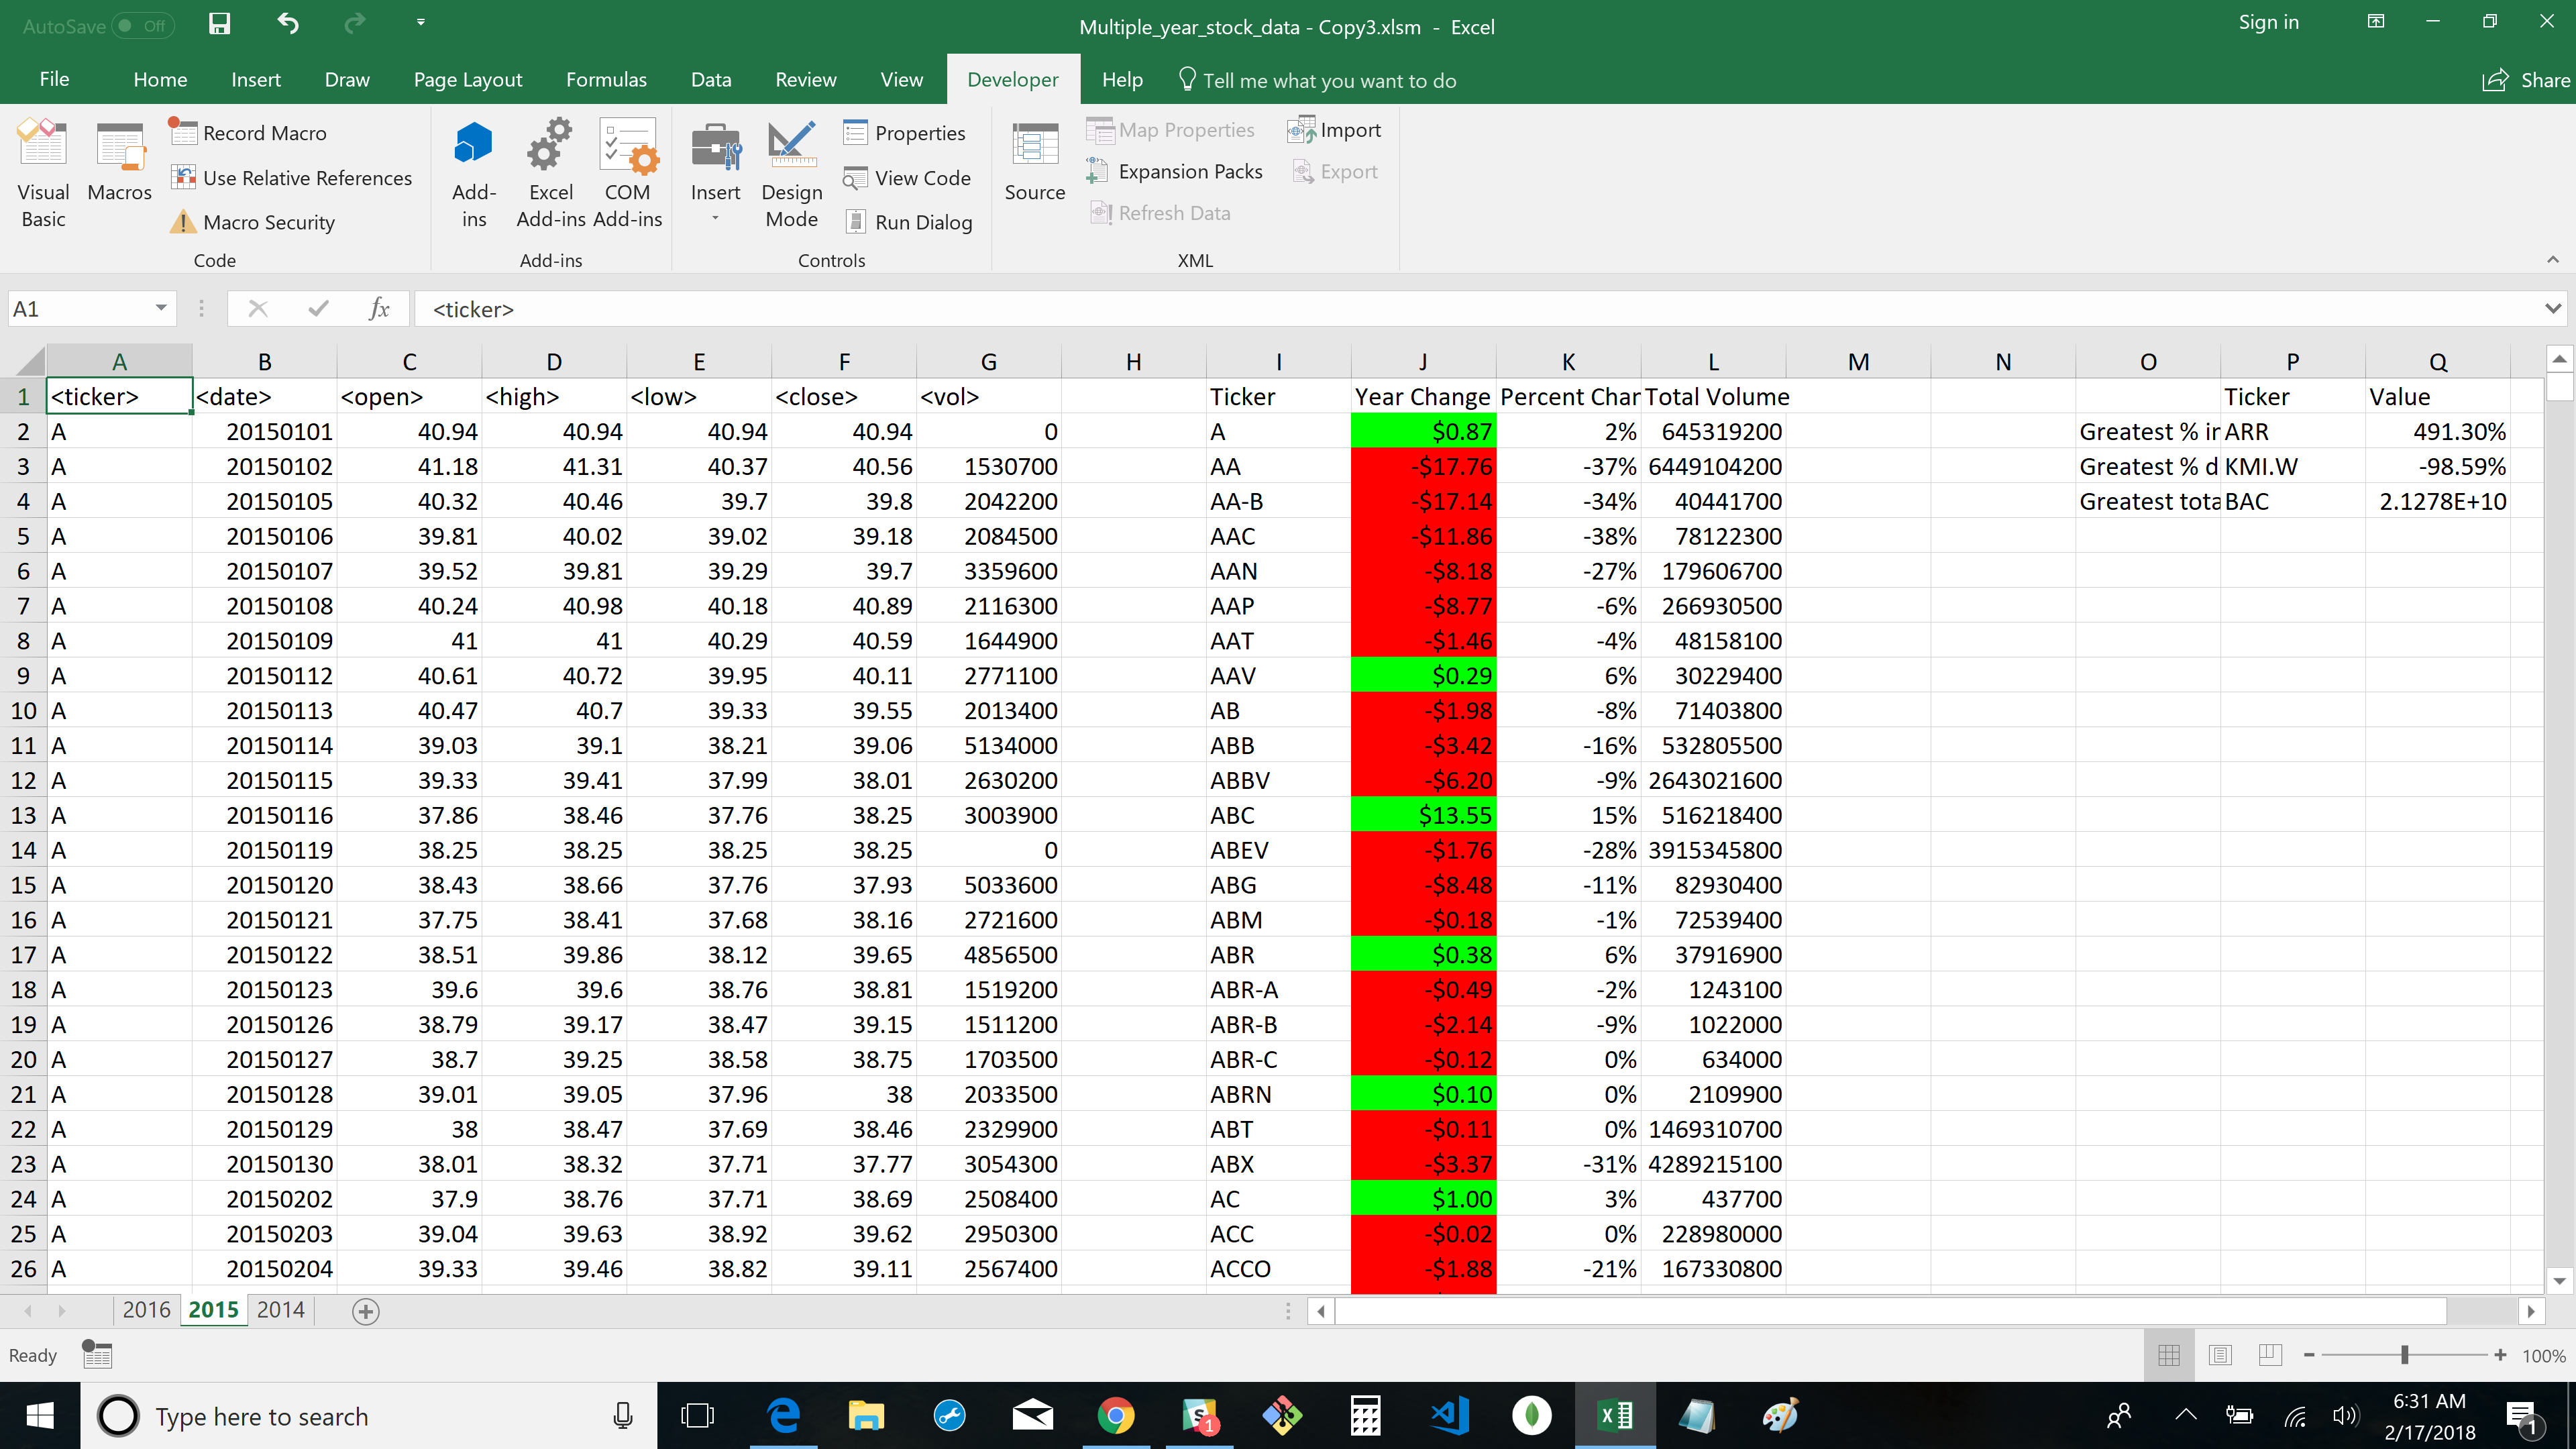 AutoSave Off
Multiple_year_stock_data - Copy3.xlsm - Excel
Sign in
File Home Insert Draw Page Layout Formulas Data Review View Developer Help Tell me what you want to do Share
Visual Basic
Macros
Record Macro
Use Relative References
Macro Security
Code
Add-ins
Excel Add-ins
COM Add-ins
Add-ins
Insert
Design Mode
Properties
View Code
Run Dialog
Controls
Source
Map Properties
Expansion Packs
Refresh Data
Import
Export
XML
A1 fx <ticker>
A B C D E F G H I J K L M N O P Q
1 <ticker> <date> <open> <high> <low> <close> <vol> Ticker Year Change Percent Char Total Volume Ticker Value
2 A 20150101 40.94 40.94 40.94 40.94 0 A $0.87 2% 645319200 Greatest % ir ARR 491.30%
3 A 20150102 41.18 41.31 40.37 40.56 1530700 AA -$17.76 -37% 6449104200 Greatest % d KMI.W -98.59%
4 A 20150105 40.32 40.46 39.7 39.8 2042200 AA-B -$17.14 -34% 40441700 Greatest tota BAC 2.1278E+10
5 A 20150106 39.81 40.02 39.02 39.18 2084500 AAC -$11.86 -38% 78122300
6 A 20150107 39.52 39.81 39.29 39.7 3359600 AAN -$8.18 -27% 179606700
7 A 20150108 40.24 40.98 40.18 40.89 2116300 AAP -$8.77 -6% 266930500
8 A 20150109 41 41 40.29 40.59 1644900 AAT -$1.46 -4% 48158100
9 A 20150112 40.61 40.72 39.95 40.11 2771100 AAV $0.29 6% 30229400
10 A 20150113 40.47 40.7 39.33 39.55 2013400 AB -$1.98 -8% 71403800
11 A 20150114 39.03 39.1 38.21 39.06 5134000 ABB -$3.42 -16% 532805500
12 A 20150115 39.33 39.41 37.99 38.01 2630200 ABBV -$6.20 -9% 2643021600
13 A 20150116 37.86 38.46 37.76 38.25 3003900 ABC $13.55 15% 516218400
14 A 20150119 38.25 38.25 38.25 38.25 0 ABEV -$1.76 -28% 3915345800
15 A 20150120 38.43 38.66 37.76 37.93 5033600 ABG -$8.48 -11% 82930400
16 A 20150121 37.75 38.41 37.68 38.16 2721600 ABM -$0.18 -1% 72539400
17 A 20150122 38.51 39.86 38.12 39.65 4856500 ABR $0.38 6% 37916900
18 A 20150123 39.6 39.6 38.76 38.81 1519200 ABR-A -$0.49 -2% 1243100
19 A 20150126 38.79 39.17 38.47 39.15 1511200 ABR-B -$2.14 -9% 1022000
20 A 20150127 38.7 39.25 38.58 38.75 1703500 ABR-C -$0.12 0% 634000
21 A 20150128 39.01 39.05 37.96 38 2033500 ABRN $0.10 0% 2109900
22 A 20150129 38 38.47 37.69 38.46 2329900 ABT -$0.11 0% 1469310700
23 A 20150130 38.01 38.32 37.71 37.77 3054300 ABX -$3.37 -31% 4289215100
24 A 20150202 37.9 38.76 37.71 38.69 2508400 AC $1.00 3% 437700
25 A 20150203 39.04 39.63 38.92 39.62 2950300 ACC -$0.02 0% 228980000
26 A 20150204 39.33 39.46 38.82 39.11 2567400 ACCO -$1.88 -21% 167330800
2016 2015 2014
Ready
100%
Type here to search
1
6:31 AM
2/17/2018
1